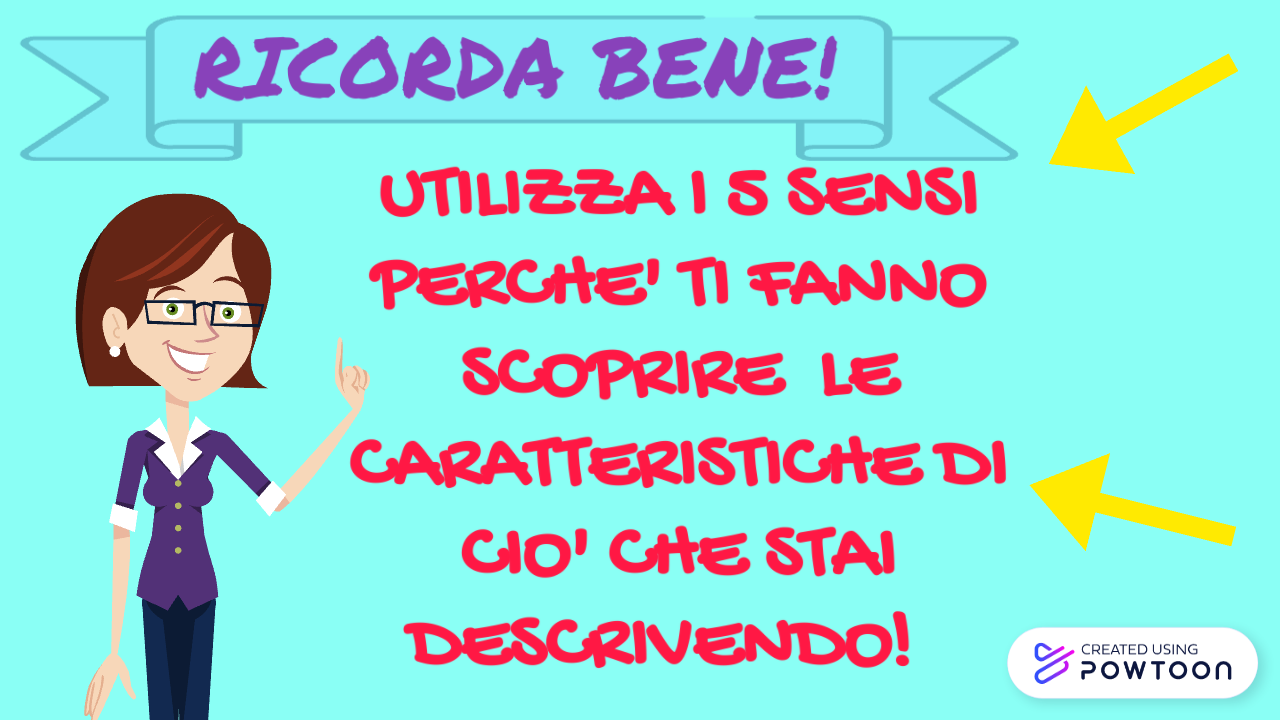 RICORDA BENE!
UTILIZZA I 5 SENSI
PERCHE' TI FANNO
SCOPRIRE LE
CARATTERISTICHE DI
CIO' CHE STAI
DESCRIVENDO!
CREATED USING
POWTOON